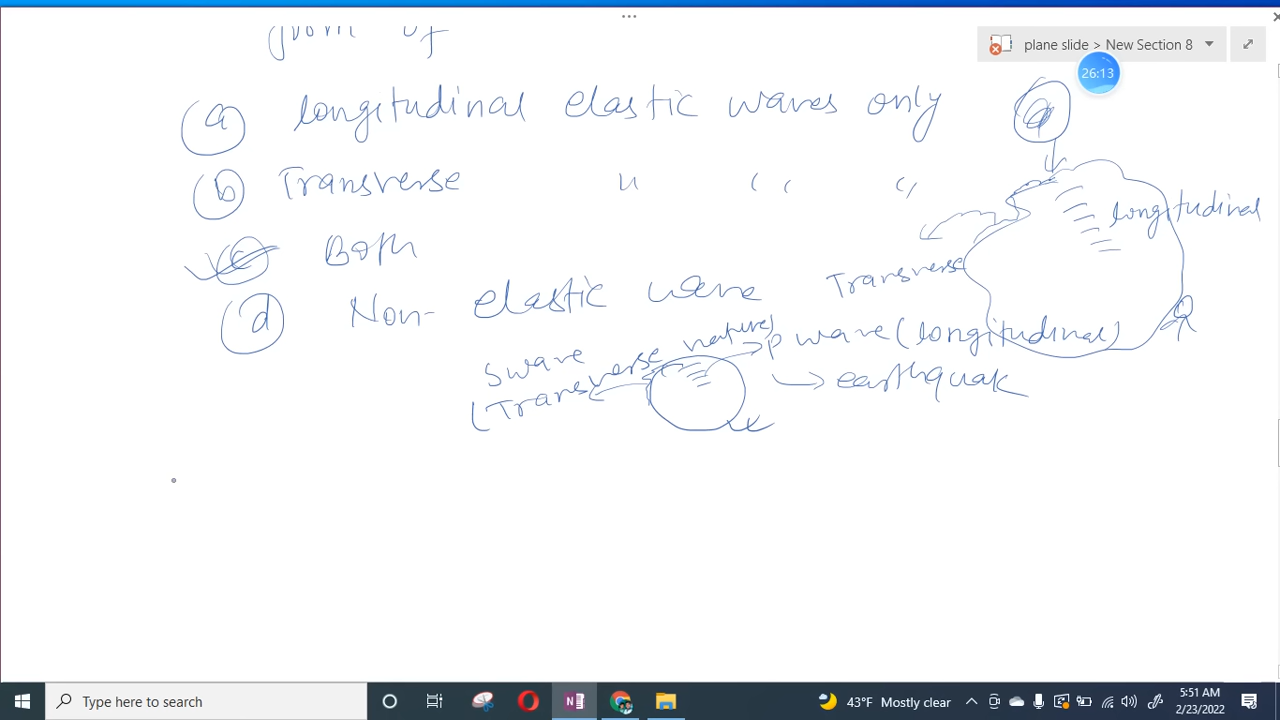 form of
plane slide > New Section 8
26:13
(a) longitudinal elastic waves only
(b) Transverse " " "
longitudinal
(c) Both
Transverse
(d) Non- elastic wave
P wave (longitudinal)
S wave
(Transverse nature)
→ earthquak
Type here to search
43°F Mostly clear
5:51 AM
2/23/2022